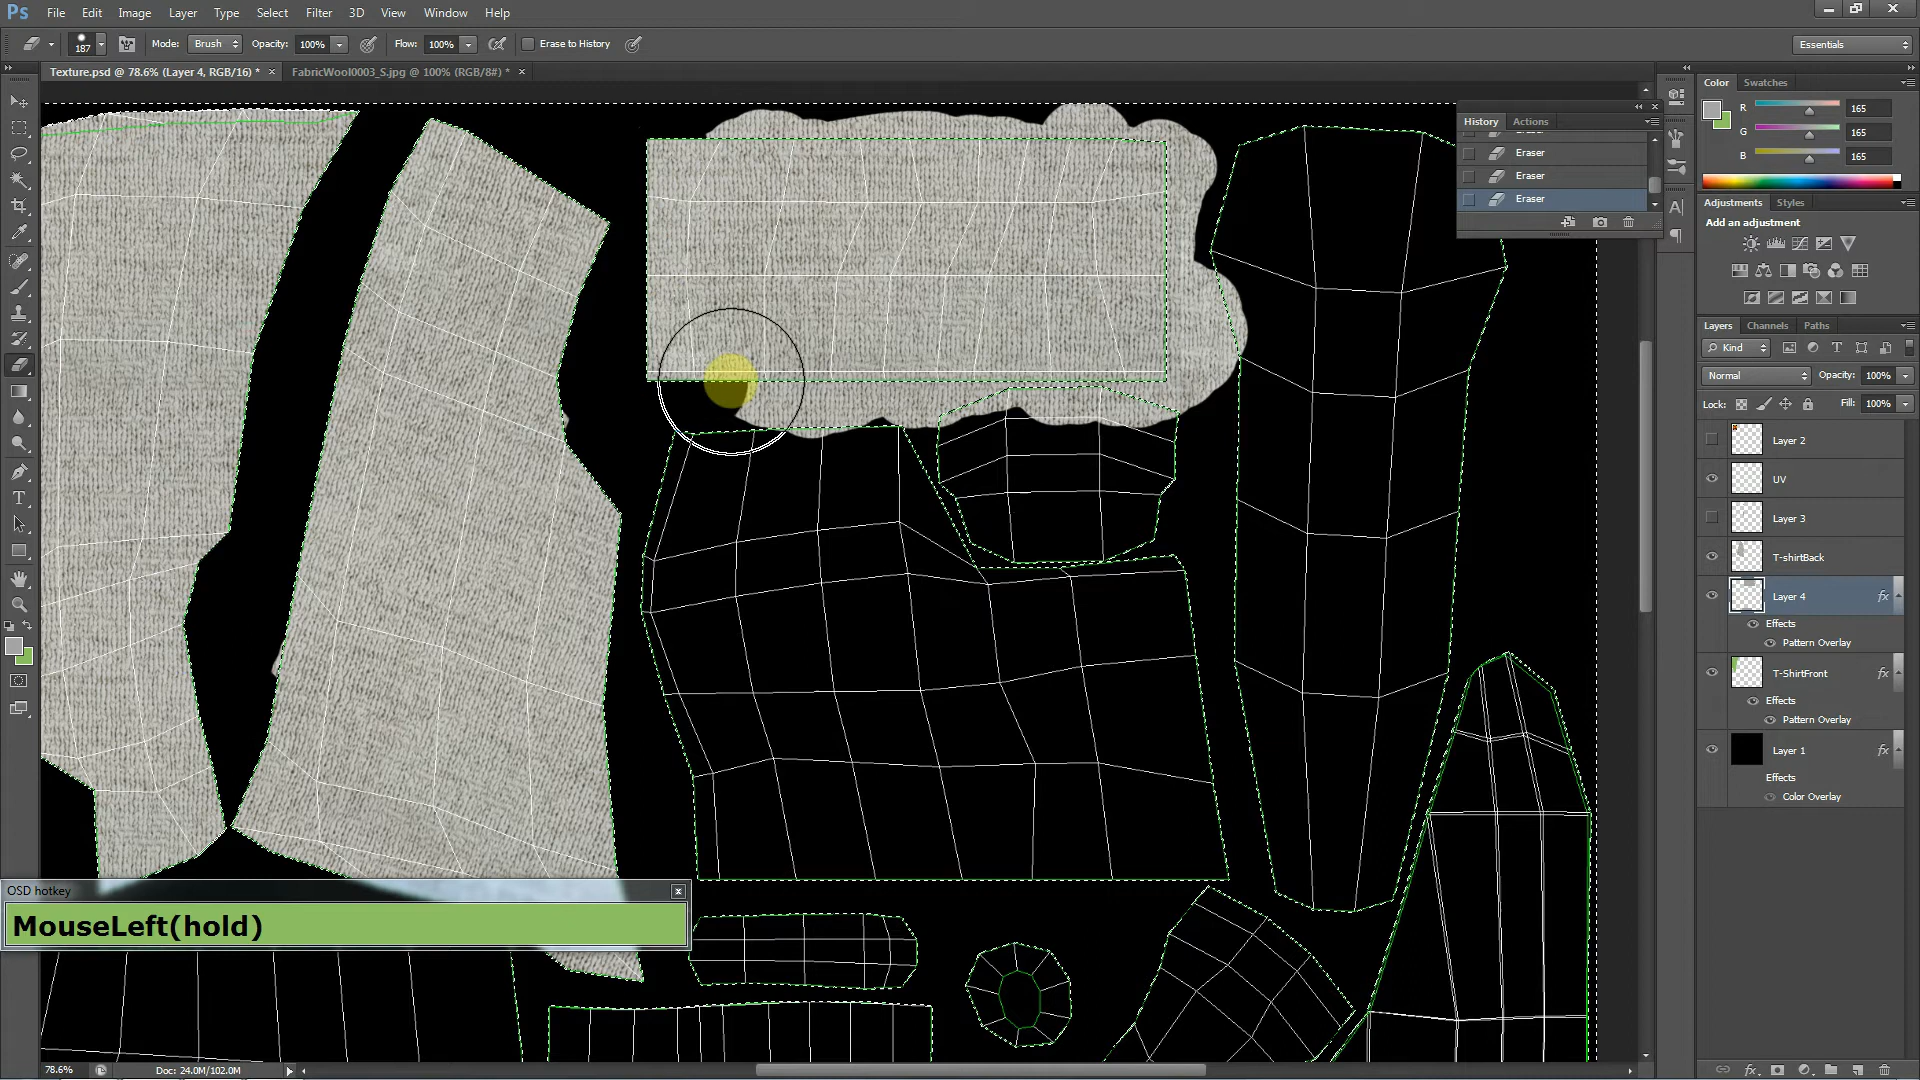 Ps File Edit Image Layer Type Select Filter 3D View Window Help
187 Mode: Brush Opacity: 100% Flow: 100% Erase to History Essentials
Texture.psd @ 78.6% (Layer 4, RGB/16) * × FabricWool0003_S.jpg @ 100% (RGB/8#) * ×
Color Swatches
R 165
G 165
B 165
History Actions
Eraser
Eraser
Eraser
Eraser
Adjustments Styles
Add an adjustment
Layers Channels Paths
Kind
Normal Opacity: 100%
Lock: Fill: 100%
Layer 2
UV
Layer 3
T-shirtBack
Layer 4 fx
Effects
Pattern Overlay
T-ShirtFront fx
Effects
Pattern Overlay
Layer 1 fx
Effects
Color Overlay
OSD hotkey
MouseLeft(hold)
78.6% Doc: 24.0M/102.0M